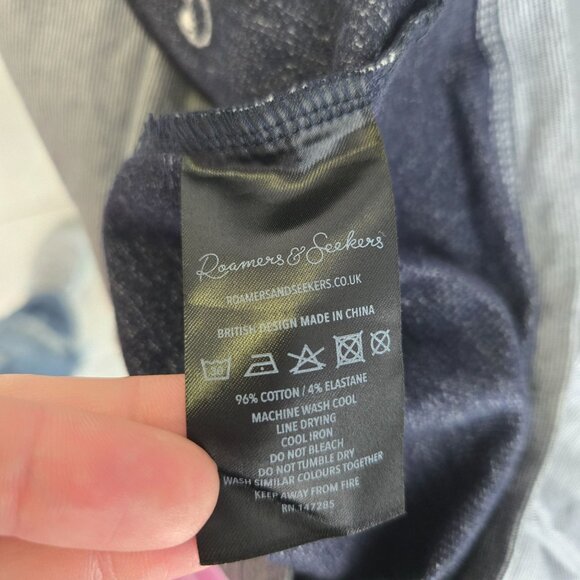 Roamers & Seekers
ROAMERSANDSEEKERS.CO.UK
BRITISH DESIGN MADE IN CHINA
30
96% COTTON / 4% ELASTANE
MACHINE WASH COOL
LINE DRYING
COOL IRON
DO NOT BLEACH
DO NOT TUMBLE DRY
WASH SIMILAR COLOURS TOGETHER
KEEP AWAY FROM FIRE
RN 147285